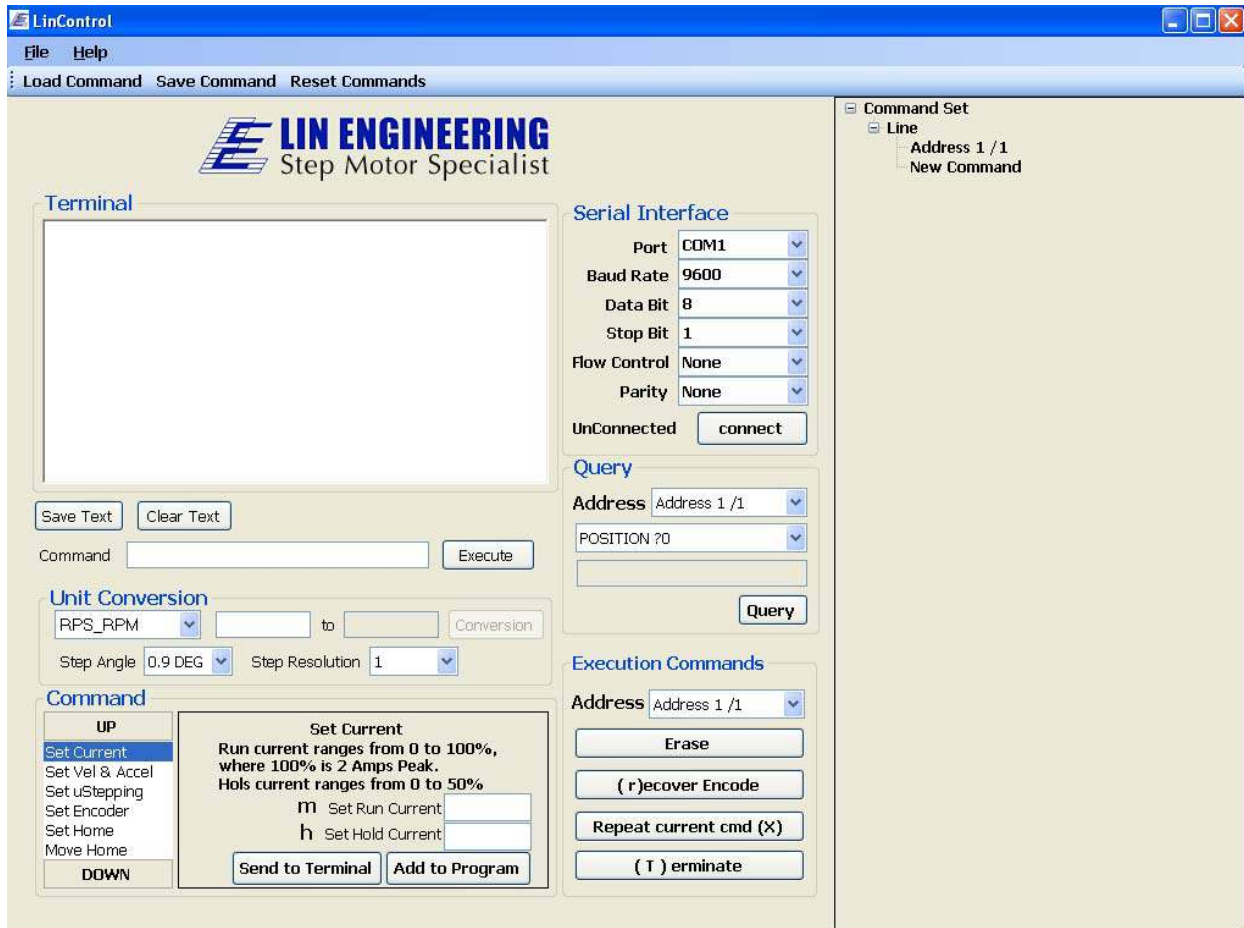 LinControl
File Help
Load Command Save Command Reset Commands
LIN ENGINEERING
Step Motor Specialist
Terminal
Save Text Clear Text
Command Execute
Unit Conversion
RPS_RPM to Conversion
Step Angle 0.9 DEG Step Resolution 1
Command
UP
Set Current
Set Vel & Accel
Set uStepping
Set Encoder
Set Home
Move Home
DOWN
Set Current
Run current ranges from 0 to 100%,
where 100% is 2 Amps Peak.
Hols current ranges from 0 to 50%
m Set Run Current
h Set Hold Current
Send to Terminal Add to Program
Serial Interface
Port COM1
Baud Rate 9600
Data Bit 8
Stop Bit 1
Flow Control None
Parity None
UnConnected connect
Query
Address Address 1 /1
POSITION ?0
Query
Execution Commands
Address Address 1 /1
Erase
( r)ecover Encode
Repeat current cmd (X)
( T ) erminate
Command Set
Line
Address 1 /1
New Command